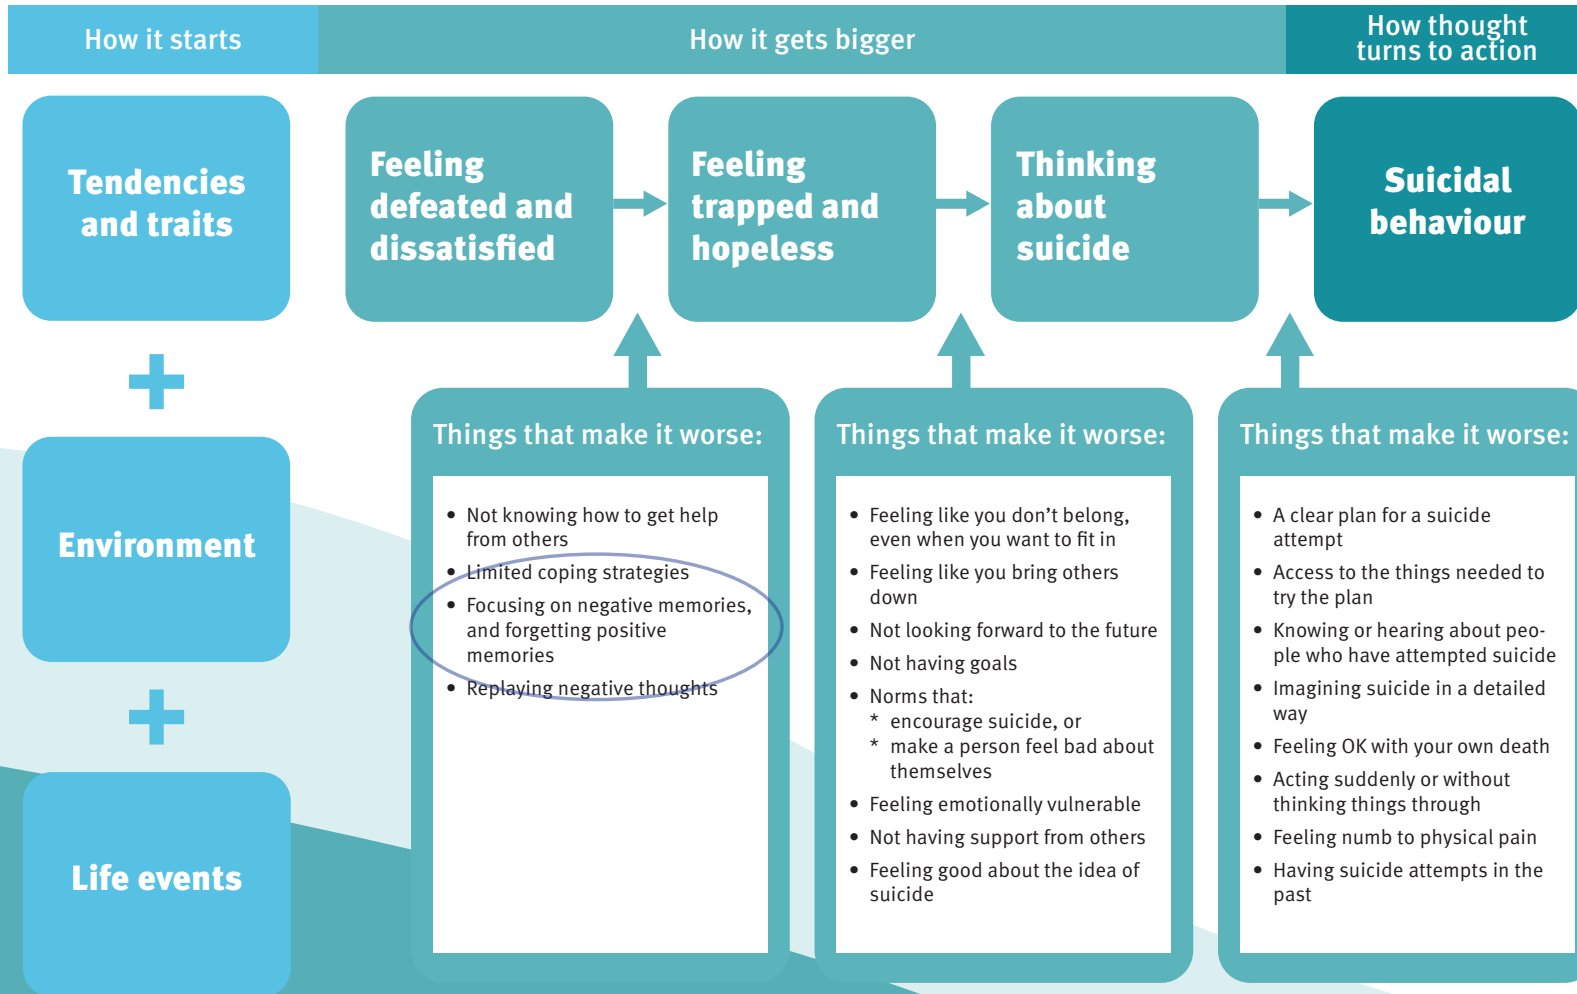 How it starts
How it gets bigger
How thought
turns to action
Tendencies
and traits
Feeling
defeated and
dissatisfied
Feeling
trapped and
hopeless
Thinking
about
suicide
Suicidal
behaviour
+
Environment
+
Life events
Things that make it worse:
• Not knowing how to get help
from others
• Limited coping strategies
• Focusing on negative memories,
and forgetting positive
memories
• Replaying negative thoughts
Things that make it worse:
• Feeling like you don’t belong,
even when you want to fit in
• Feeling like you bring others
down
• Not looking forward to the future
• Not having goals
• Norms that:
* encourage suicide, or
* make a person feel bad about
themselves
• Feeling emotionally vulnerable
• Not having support from others
• Feeling good about the idea of
suicide
Things that make it worse:
• A clear plan for a suicide
attempt
• Access to the things needed to
try the plan
• Knowing or hearing about peo-
ple who have attempted suicide
• Imagining suicide in a detailed
way
• Feeling OK with your own death
• Acting suddenly or without
thinking things through
• Feeling numb to physical pain
• Having suicide attempts in the
past